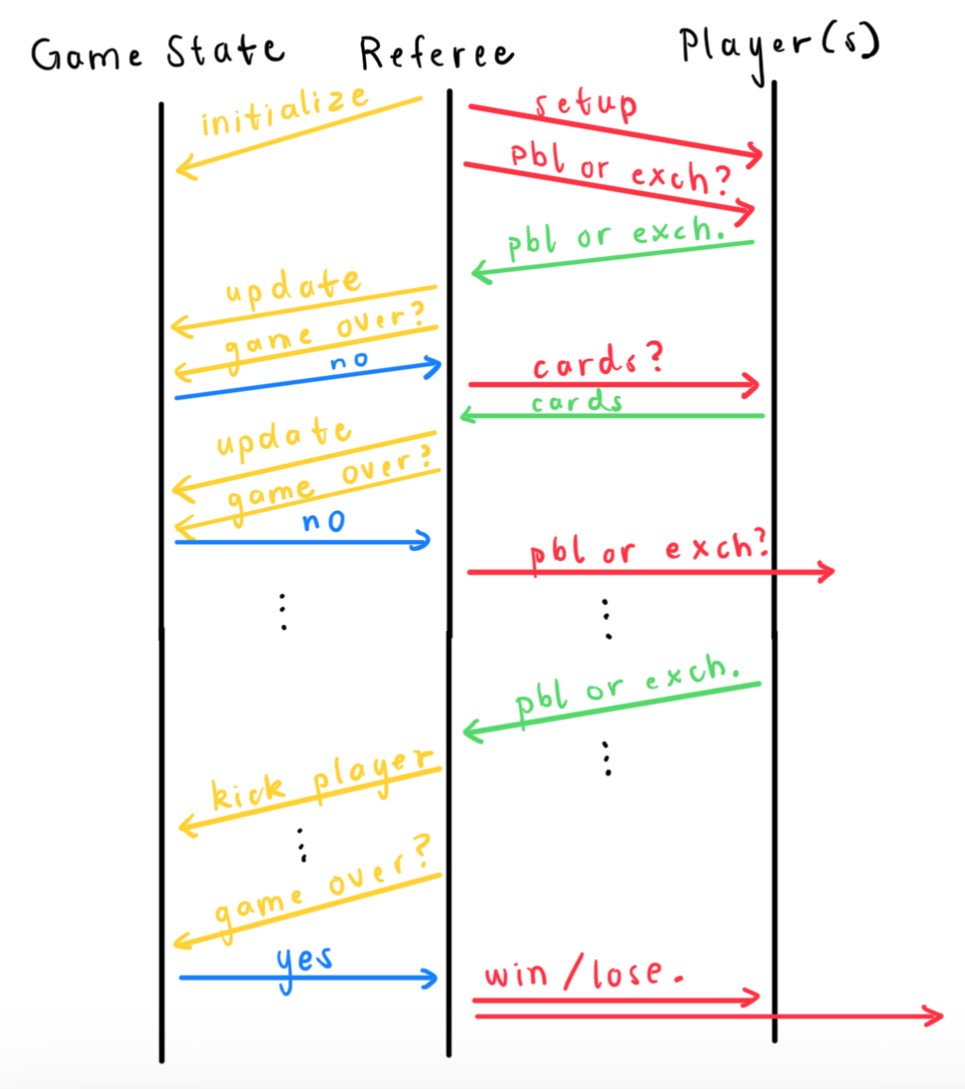 Game State Referee Player(s)
initialize
setup
pbl or exch?
pbl or exch.
update
game over?
no
cards?
cards
update
game over?
no
pbl or exch?
pbl or exch.
kick player
game over?
yes
win/lose.